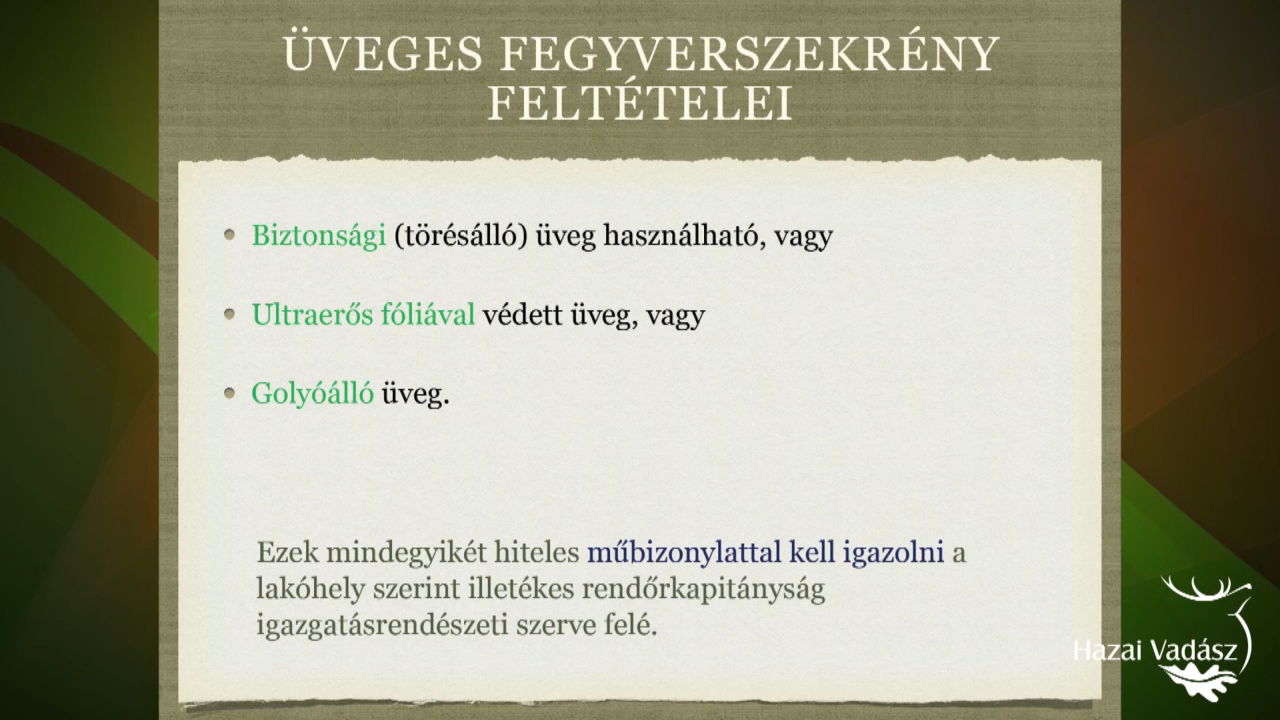 ÜVEGES FEGYVERSZEKRÉNY
FELTÉTELEI
• Biztonsági (törésálló) üveg használható, vagy
• Ultraerős fóliával védett üveg, vagy
• Golyóálló üveg.
Ezek mindegyikét hiteles műbizonylattal kell igazolni a
lakóhely szerint illetékes rendőrkapitányság
igazgatásrendészeti szerve felé.
Hazai Vadász